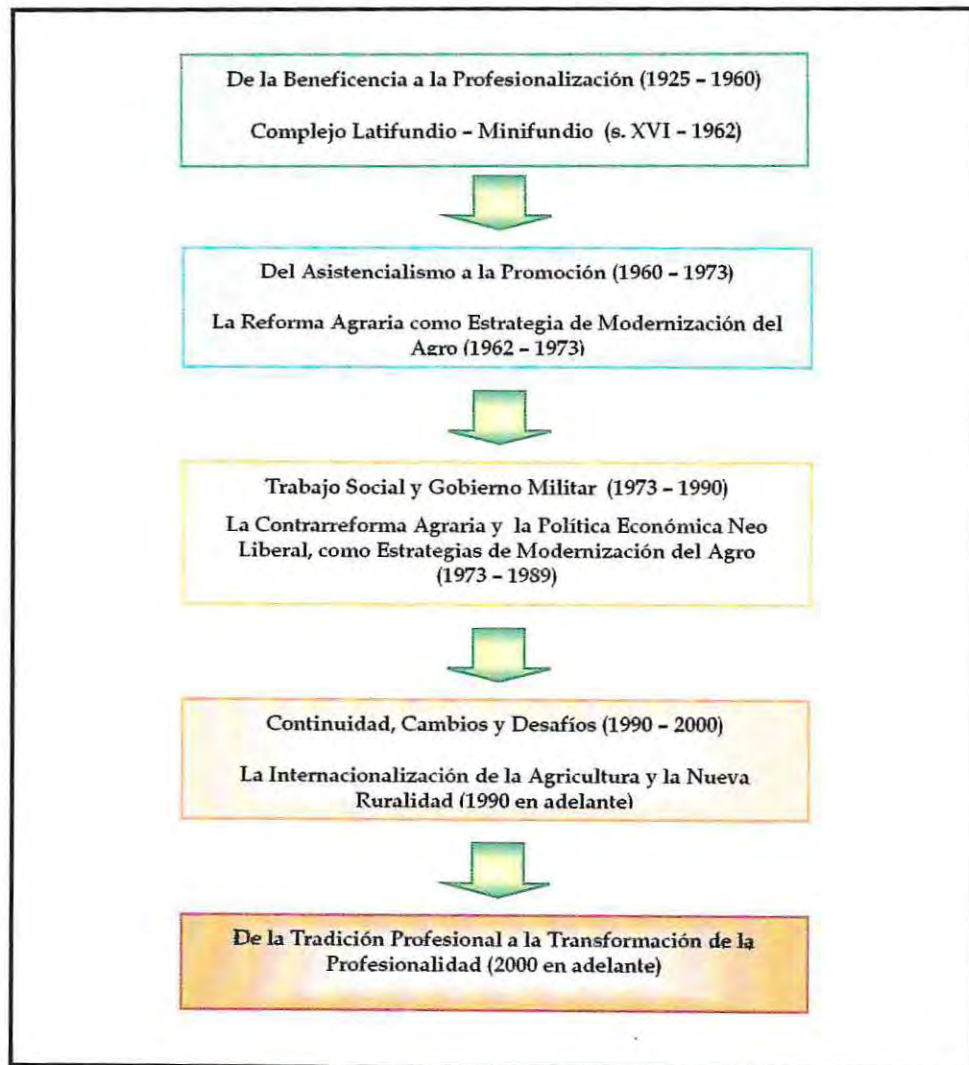 De la Beneficencia a la Profesionalización (1925 – 1960)
Complejo Latifundio – Minifundio (s. XVI – 1962)
Del Asistencialismo a la Promoción (1960 – 1973)
La Reforma Agraria como Estrategia de Modernización del
Agro (1962 – 1973)
Trabajo Social y Gobierno Militar (1973 – 1990)
La Contrarreforma Agraria y la Política Económica Neo
Liberal, como Estrategias de Modernización del Agro
(1973 – 1989)
Continuidad, Cambios y Desafíos (1990 – 2000)
La Internacionalización de la Agricultura y la Nueva
Ruralidad (1990 en adelante)
De la Tradición Profesional a la Transformación de la
Profesionalidad (2000 en adelante)